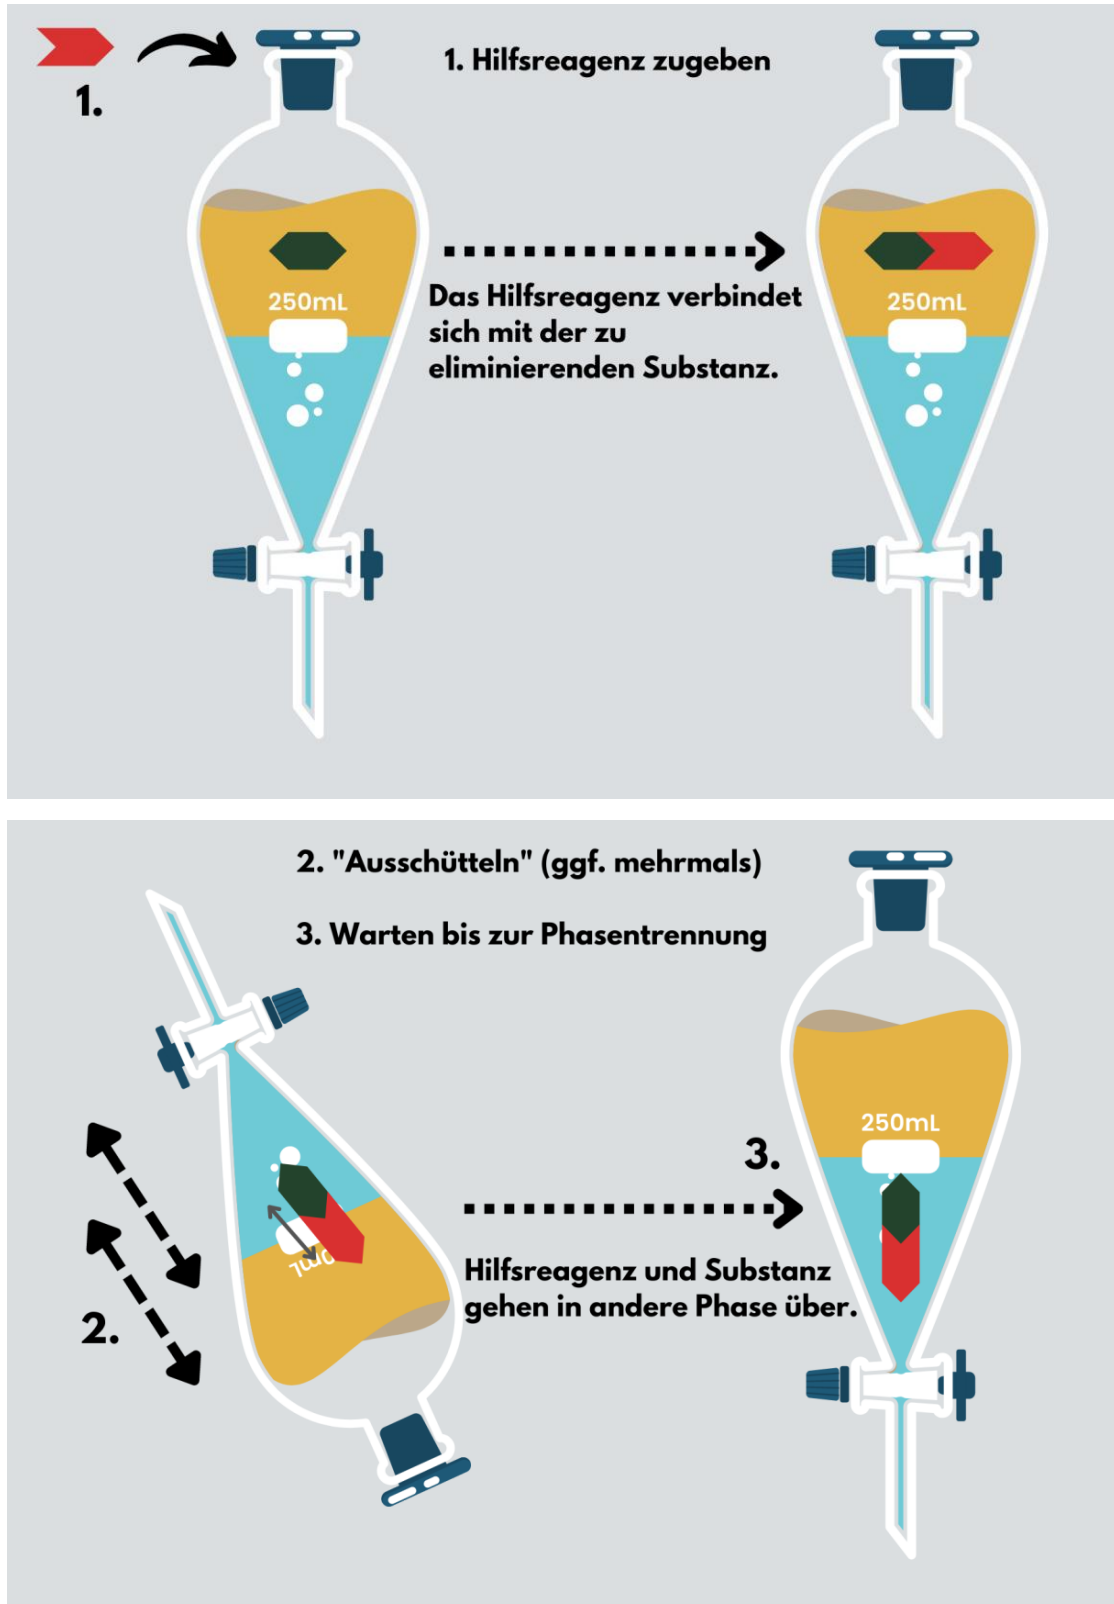 1. Hilfsreagenz zugeben
1.
250mL
250mL
Das Hilfsreagenz verbindet
sich mit der zu
eliminierenden Substanz.
2. "Ausschütteln" (ggf. mehrmals)
3. Warten bis zur Phasentrennung
250mL
3.
0mL
Hilfsreagenz und Substanz
gehen in andere Phase über.
2.